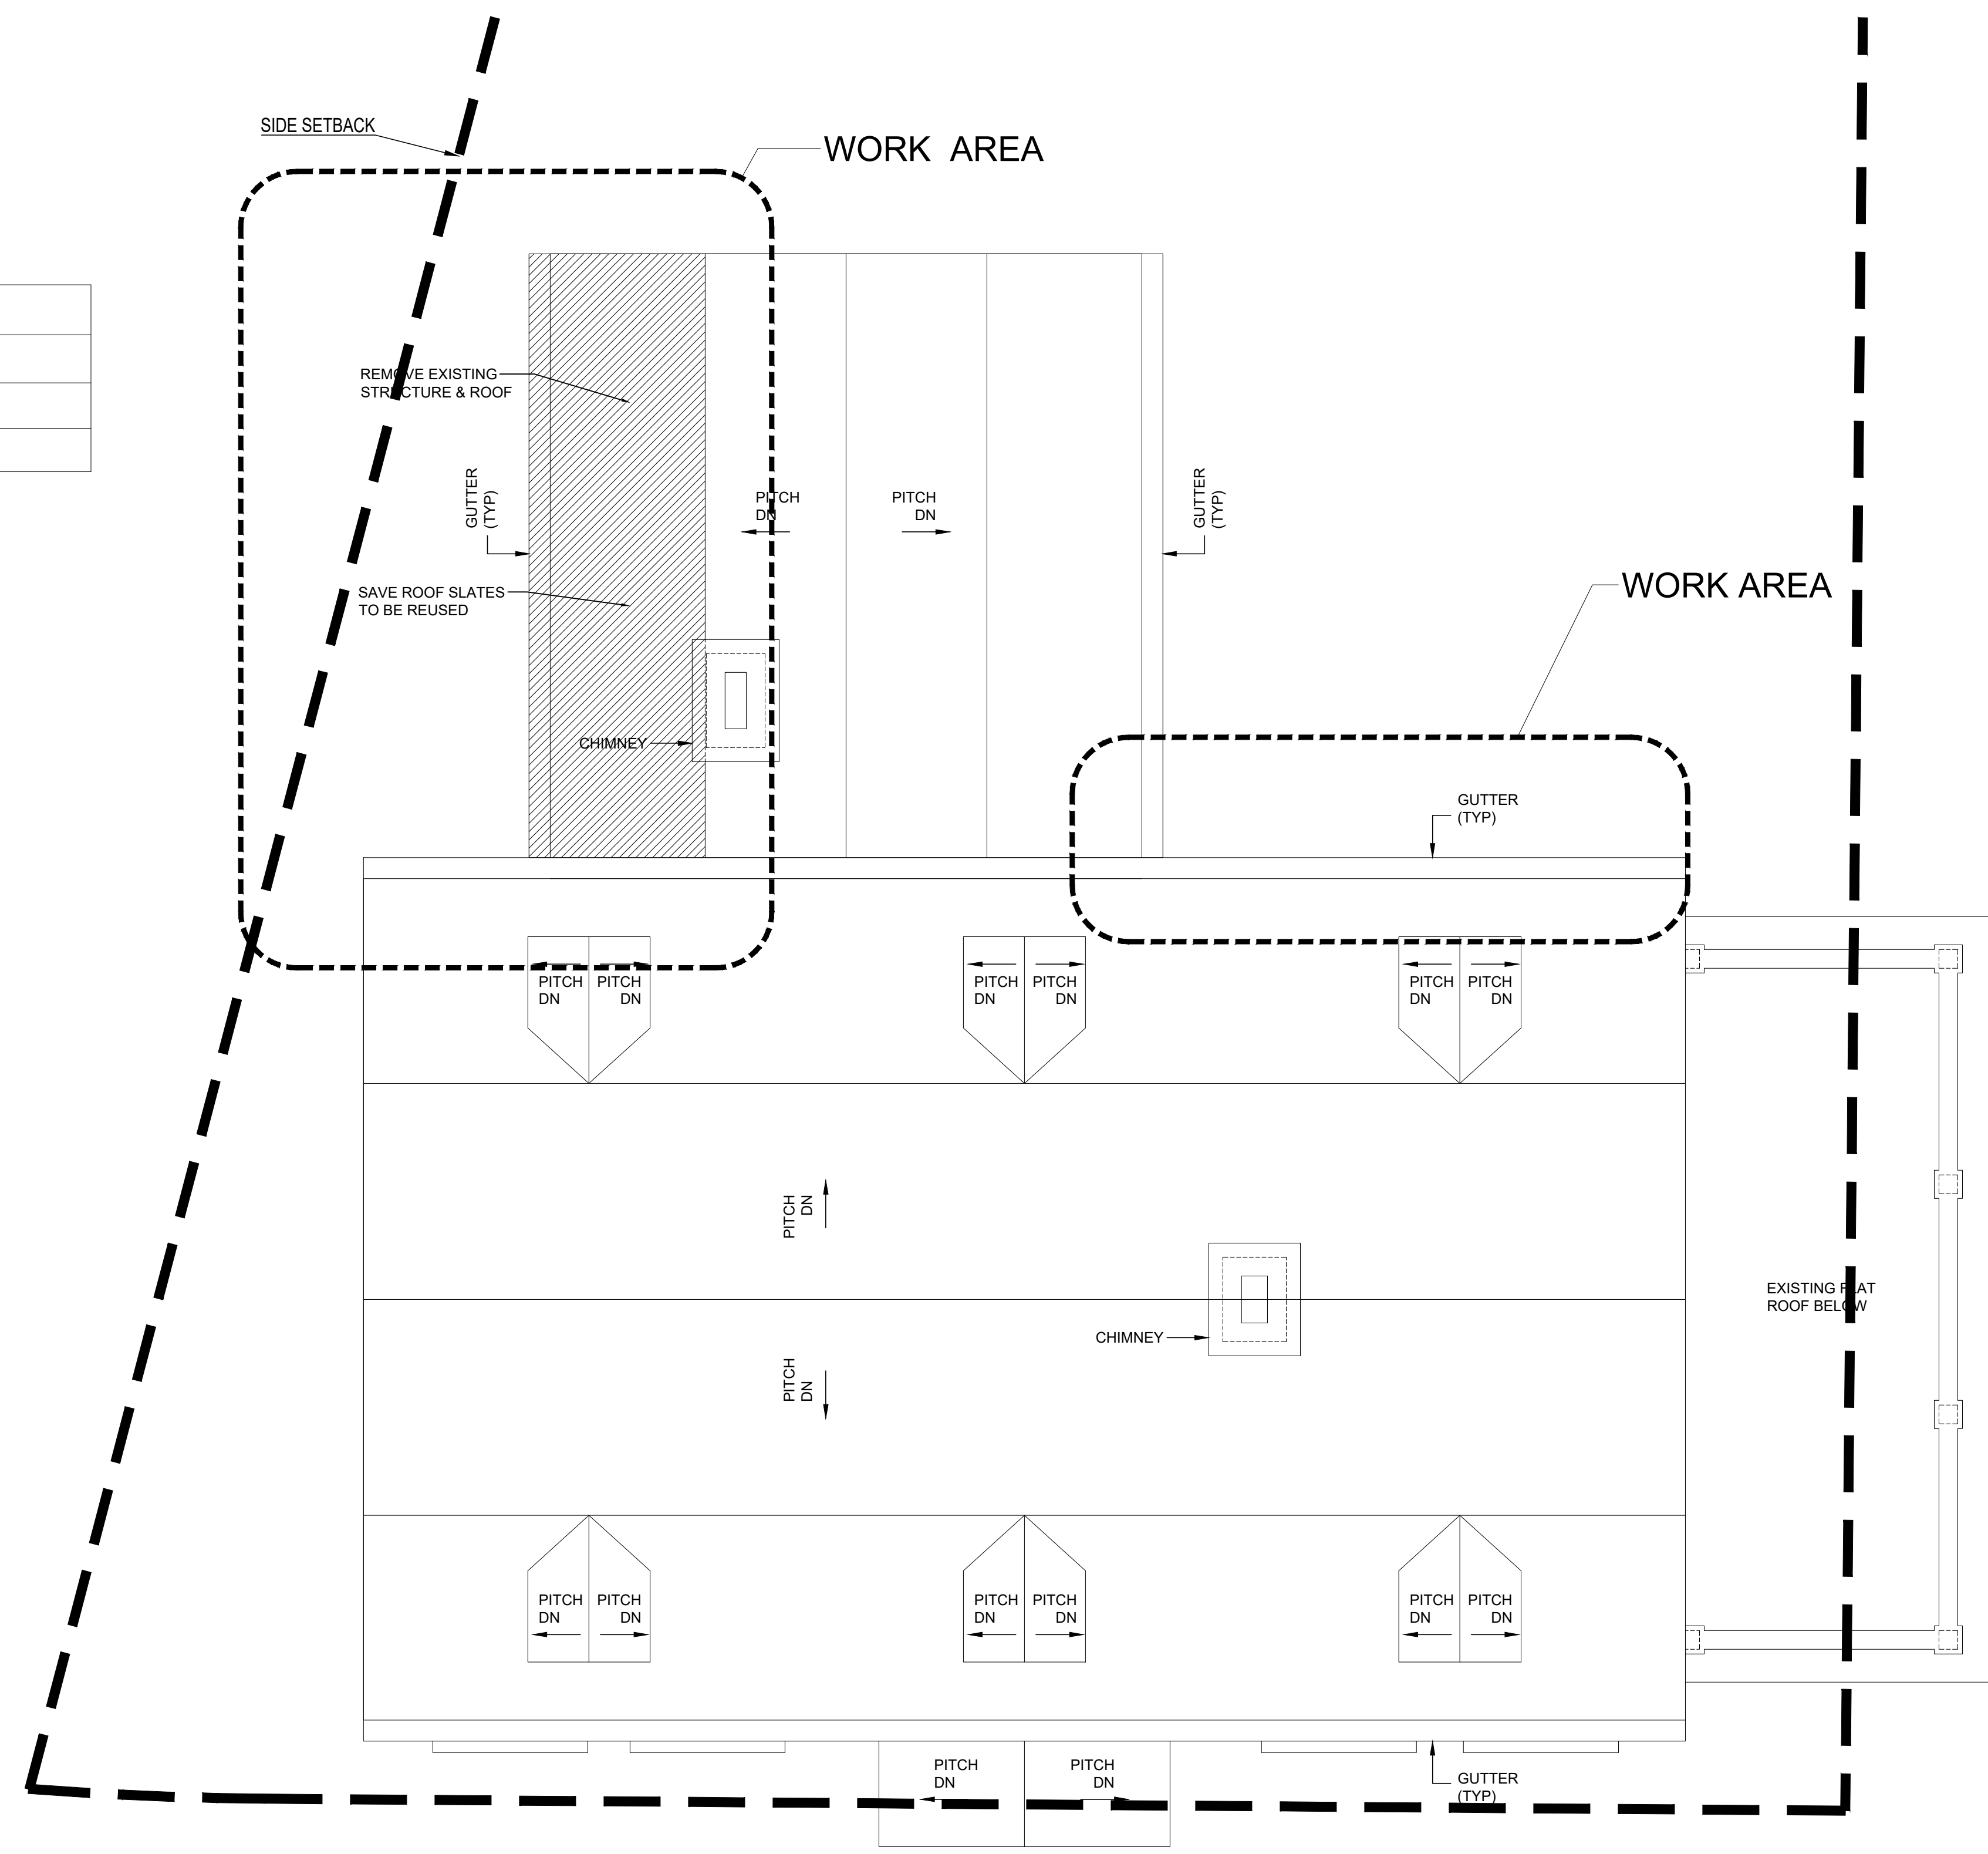 SIDE SETBACK
WORK AREA
REMOVE EXISTING
STRUCTURE & ROOF
GUTTER
(TYP)
PITCH
DN
PITCH
DN
GUTTER
(TYP)
WORK AREA
SAVE ROOF SLATES
TO BE REUSED
CHIMNEY
GUTTER
(TYP)
PITCH
DN
PITCH
DN
PITCH
DN
PITCH
DN
PITCH
DN
PITCH
DN
PITCH
DN
EXISTING FLAT
ROOF BELOW
CHIMNEY
PITCH
DN
PITCH
DN
PITCH
DN
PITCH
DN
PITCH
DN
PITCH
DN
PITCH
DN
PITCH
DN
PITCH
DN
GUTTER
(TYP)